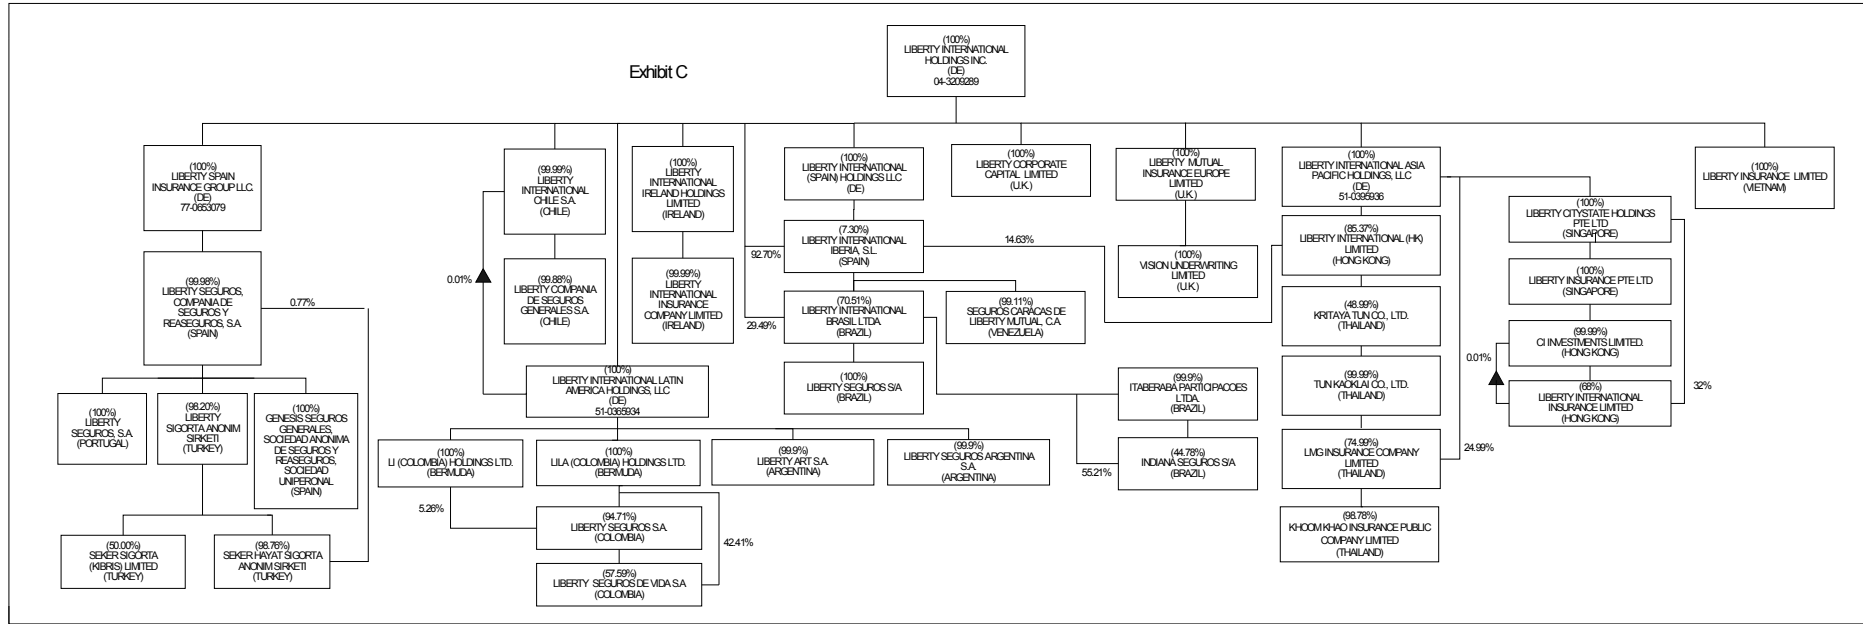 Exhibit C
(100%)
LIBERTY INTERNATIONAL
HOLDINGS INC.
(DE)
04-3209289
(100%)
LIBERTY SPAIN
INSURANCE GROUP LLC.
(DE)
77-0653079
(99.98%)
LIBERTY SEGUROS,
COMPANIA DE
SEGUROS Y
REASEGUROS, S.A.
(SPAIN)
0.77%
(100%)
LIBERTY
SEGUROS, S.A.
(PORTUGAL)
(98.20%)
LIBERTY
SIGORTA ANONIM
SIRKETI
(TURKEY)
(100%)
GENESIS SEGUROS
GENERALES,
SOCIEDAD ANONIMA
DE SEGUROS Y
REASEGUROS,
SOCIEDAD
UNIPERONAL
(SPAIN)
(50.00%)
SEKER SIGORTA
(KIBRIS) LIMITED
(TURKEY)
(98.76%)
SEKER HAYAT SIGORTA
ANONIM SIRKETI
(TURKEY)
(99.99%)
LIBERTY
INTERNATIONAL
CHILE S.A.
(CHILE)
0.01%
(99.88%)
LIBERTY COMPANIA
DE SEGUROS
GENERALES S.A.
(CHILE)
(100%)
LIBERTY
INTERNATIONAL
IRELAND HOLDINGS
LIMITED
(IRELAND)
(99.99%)
LIBERTY
INTERNATIONAL
INSURANCE
COMPANY LIMITED
(IRELAND)
(100%)
LIBERTY INTERNATIONAL LATIN
AMERICA HOLDINGS, LLC
(DE)
51-0365934
(100%)
LI (COLOMBIA) HOLDINGS LTD.
(BERMUDA)
(100%)
LILA (COLOMBIA) HOLDINGS LTD.
(BERMUDA)
(99.9%)
LIBERTY ART S.A.
(ARGENTINA)
(99.9%)
LIBERTY SEGUROS ARGENTINA
S.A.
(ARGENTINA)
5.26%
(94.71%)
LIBERTY SEGUROS S.A.
(COLOMBIA)
42.41%
(57.59%)
LIBERTY SEGUROS DE VIDA S.A
(COLOMBIA)
(100%)
LIBERTY INTERNATIONAL
(SPAIN) HOLDINGS LLC
(DE)
92.70%
(7.30%)
LIBERTY INTERNATIONAL
IBERIA, S.L.
(SPAIN)
14.63%
29.49%
(70.51%)
LIBERTY INTERNATIONAL
BRASIL LTDA.
(BRAZIL)
(99.11%)
SEGUROS CARACAS DE
LIBERTY MUTUAL, C.A.
(VENEZUELA)
(100%)
LIBERTY SEGUROS S/A
(BRAZIL)
(99.9%)
ITABERABA PARTICIPACOES
LTDA.
(BRAZIL)
55.21%
(44.78%)
INDIANA SEGUROS S/A
(BRAZIL)
(100%)
LIBERTY CORPORATE
CAPITAL LIMITED
(U.K.)
(100%)
LIBERTY MUTUAL
INSURANCE EUROPE
LIMITED
(U.K.)
(100%)
VISION UNDERWRITING
LIMITED
(U.K.)
(100%)
LIBERTY INTERNATIONAL ASIA
PACIFIC HOLDINGS, LLC
(DE)
51-0395936
(85.37%)
LIBERTY INTERNATIONAL (HK)
LIMITED
(HONG KONG)
(48.99%)
KRITAYA TUN CO., LTD.
(THAILAND)
(99.99%)
TUN KAOKLAI CO., LTD.
(THAILAND)
(74.99%)
LMG INSURANCE COMPANY
LIMITED
(THAILAND)
24.99%
(98.78%)
KHOOM KHAO INSURANCE PUBLIC
COMPANY LIMITED
(THAILAND)
(100%)
LIBERTY CITYSTATE HOLDINGS
PTE LTD
(SINGAPORE)
(100%)
LIBERTY INSURANCE PTE LTD
(SINGAPORE)
(99.99%)
CI INVESTMENTS LIMITED.
(HONG KONG)
0.01%
32%
(68%)
LIBERTY INTERNATIONAL
INSURANCE LIMITED
(HONG KONG)
(100%)
LIBERTY INSURANCE LIMITED
(VIETNAM)